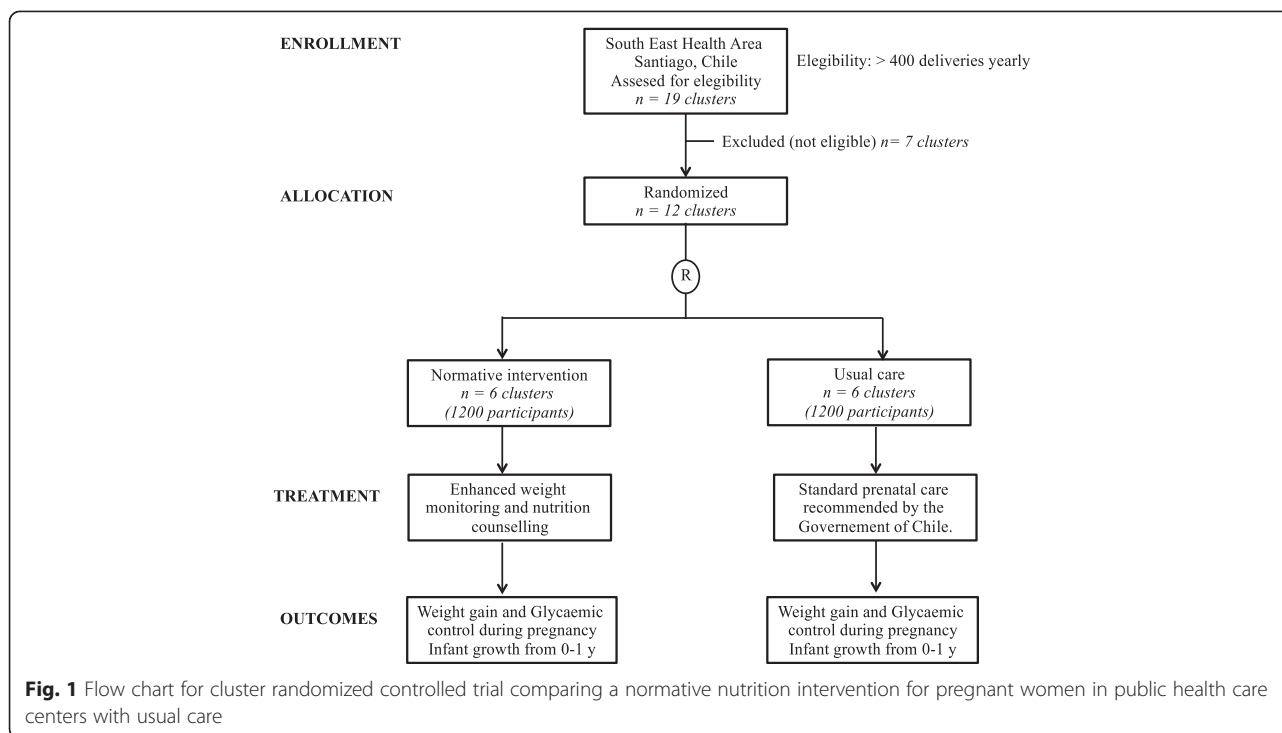 ENROLLMENT
South East Health Area
Santiago, Chile
Assesed for elegibility
n = 19 clusters
Elegibility: > 400 deliveries yearly
Excluded (not eligible) n= 7 clusters
ALLOCATION
Randomized
n = 12 clusters
R
Normative intervention
n = 6 clusters
(1200 participants)
Usual care
n = 6 clusters
(1200 participants)
TREATMENT
Enhanced weight
monitoring and nutrition
counselling
Standard prenatal care
recommended by the
Governement of Chile.
OUTCOMES
Weight gain and Glycaemic
control during pregnancy
Infant growth from 0-1 y
Weight gain and Glycaemic
control during pregnancy
Infant growth from 0-1 y
Fig. 1 Flow chart for cluster randomized controlled trial comparing a normative nutrition intervention for pregnant women in public health care
centers with usual care